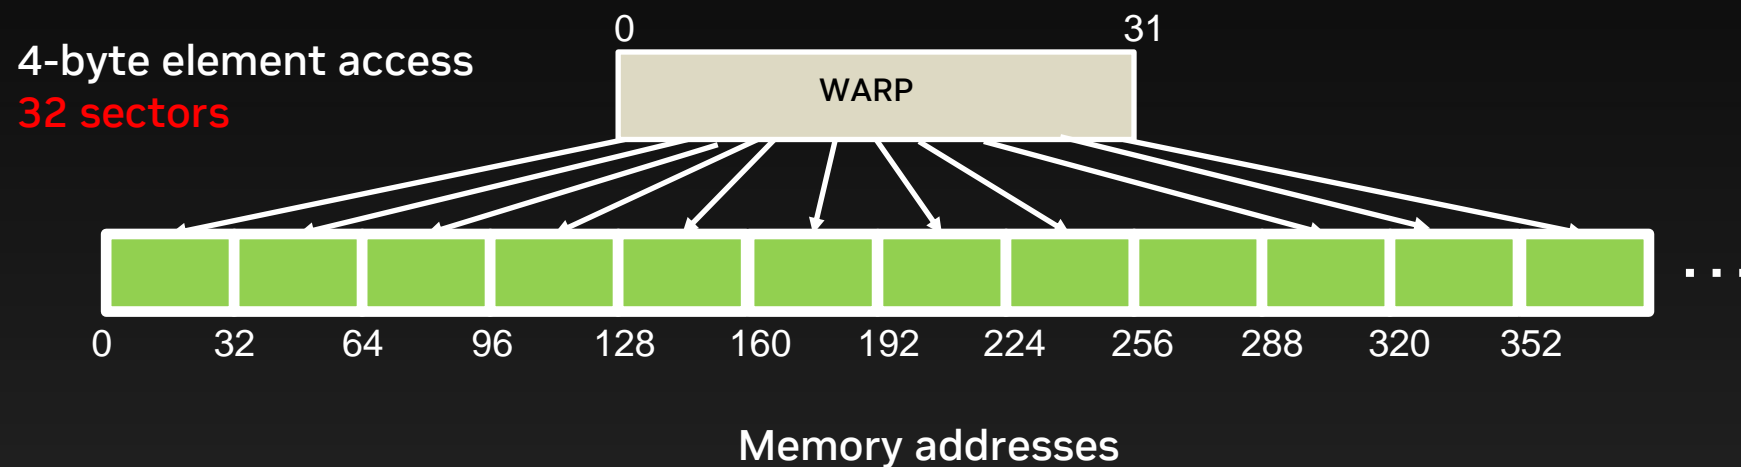 0 31
4-byte element access
WARP
32 sectors
...
0 32 64 96 128 160 192 224 256 288 320 352
Memory addresses